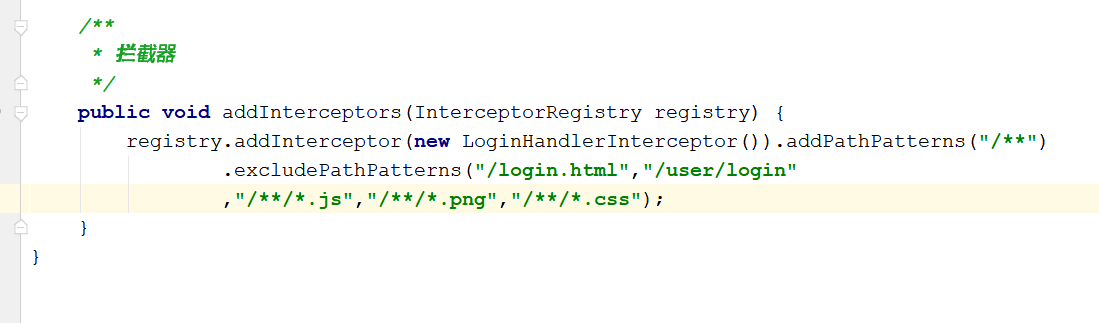 /**
* 拦截器
*/
public void addInterceptors(InterceptorRegistry registry) {
registry.addInterceptor(new LoginHandlerInterceptor()).addPathPatterns("/**")
.excludePathPatterns("/login.html","/user/login"
,"/**/*.js","/**/*.png","/**/*.css");
}
}